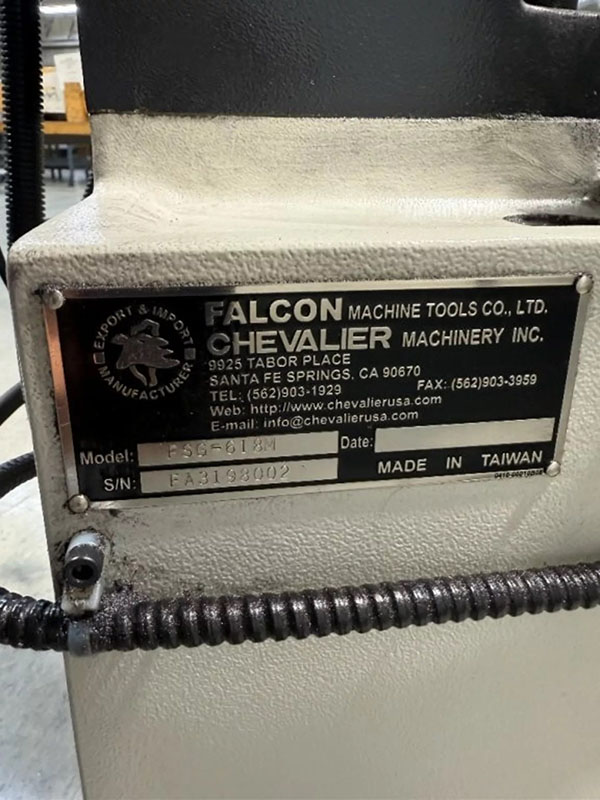 EXPORT & IMPORT
MANUFACTURER
FALCON MACHINE TOOLS CO., LTD.
CHEVALIER MACHINERY INC.
9925 TABOR PLACE
SANTA FE SPRINGS, CA 90670
TEL: (562)903-1929 FAX: (562)903-3959
Web: http://www.chevalierusa.com
E-mail: info@chevalierusa.com
Model: FSG-618M Date:
S/N: FA3198002 MADE IN TAIWAN